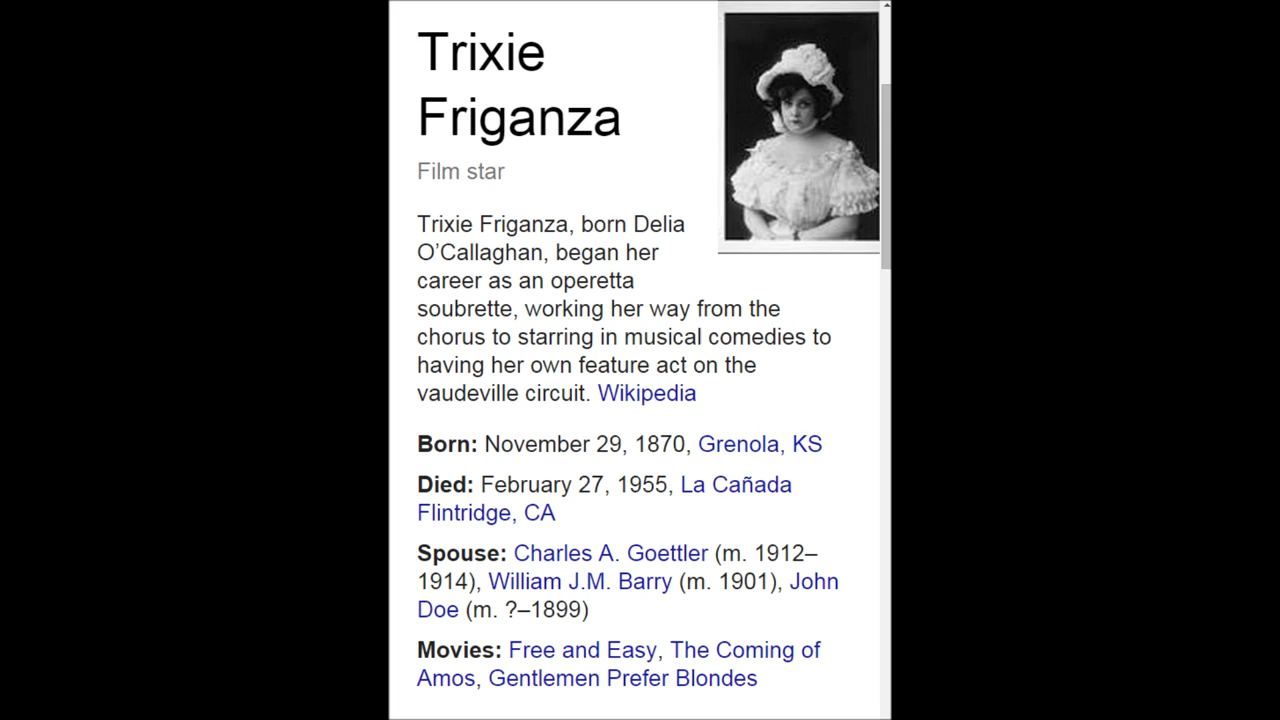 Trixie
Friganza
Film star
Trixie Friganza, born Delia
O’Callaghan, began her
career as an operetta
soubrette, working her way from the
chorus to starring in musical comedies to
having her own feature act on the
vaudeville circuit. Wikipedia
Born: November 29, 1870, Grenola, KS
Died: February 27, 1955, La Cañada
Flintridge, CA
Spouse: Charles A. Goettler (m. 1912–
1914), William J.M. Barry (m. 1901), John
Doe (m. ?–1899)
Movies: Free and Easy, The Coming of
Amos, Gentlemen Prefer Blondes